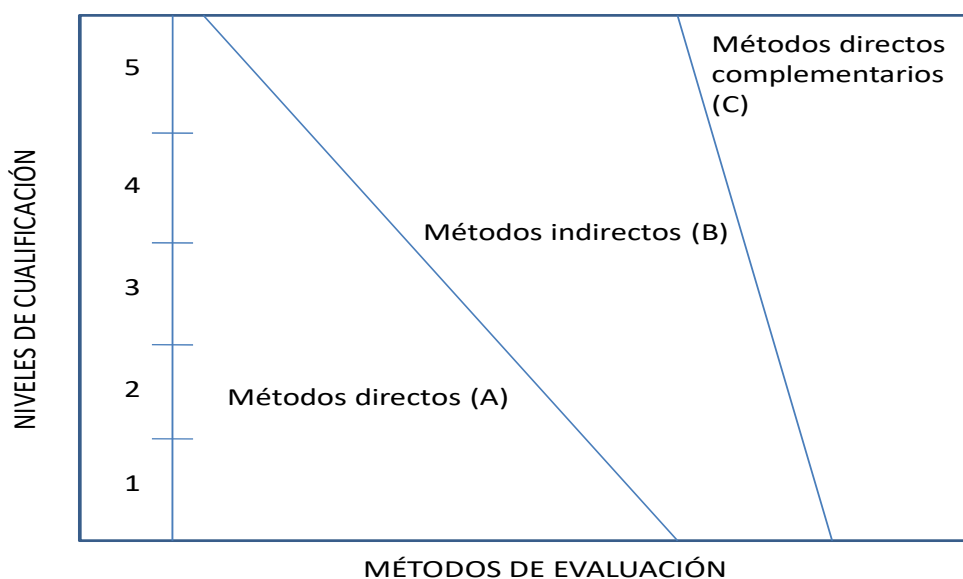 NIVELES DE CUALIFICACIÓN
5
4
3
2
1
Métodos directos
complementarios
(C)
Métodos indirectos (B)
Métodos directos (A)
MÉTODOS DE EVALUACIÓN